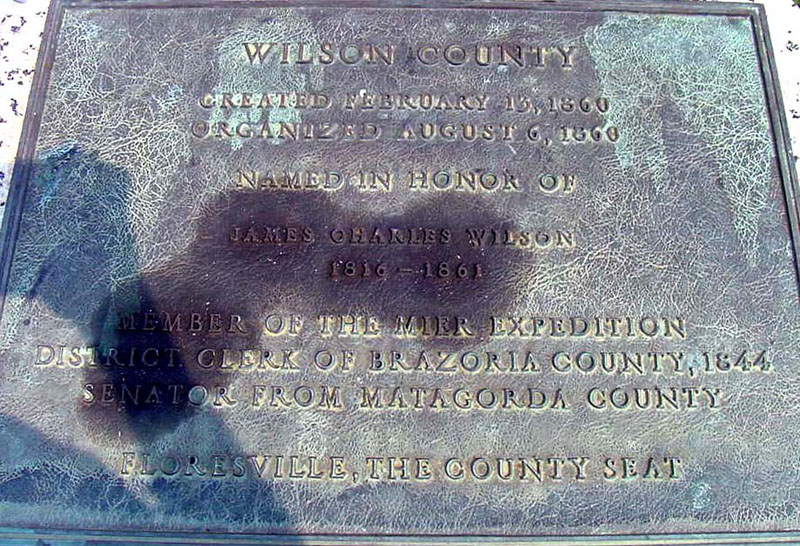 WILSON COUNTY
CREATED FEBRUARY 13, 1860
ORGANIZED AUGUST 6, 1860
NAMED IN HONOR OF
JAMES CHARLES WILSON
1816 – 1861
MEMBER OF THE MIER EXPEDITION
DISTRICT CLERK OF BRAZORIA COUNTY, 1844
SENATOR FROM MATAGORDA COUNTY
FLORESVILLE, THE COUNTY SEAT